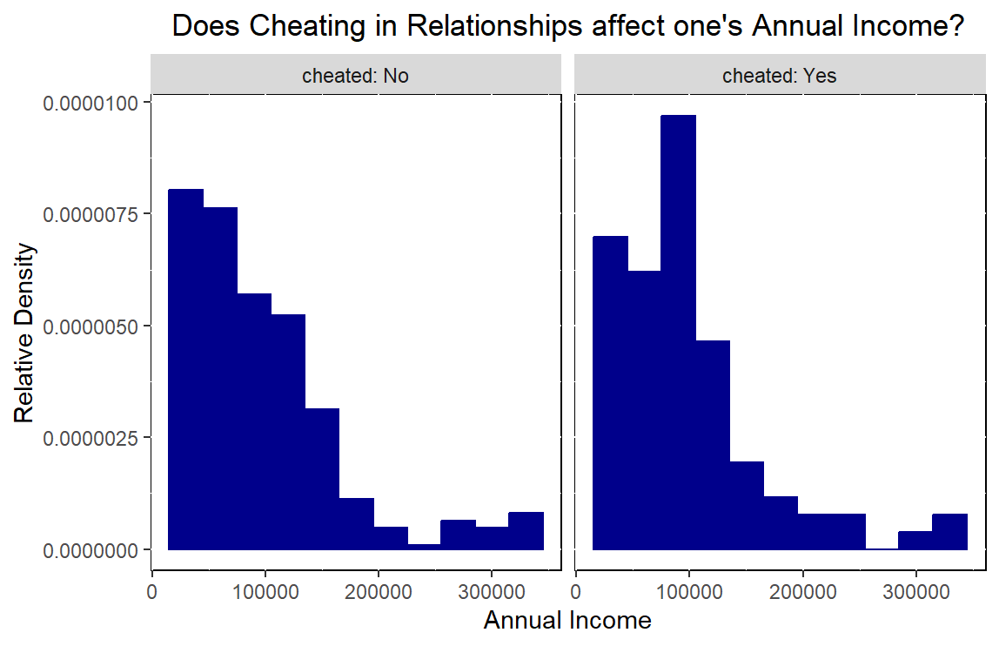 Does Cheating in Relationships affect one's Annual Income?
cheated: No
cheated: Yes
Relative Density
0.0000100
0.0000075
0.0000050
0.0000025
0.0000000
0
100000
200000
300000
0
100000
200000
300000
Annual Income